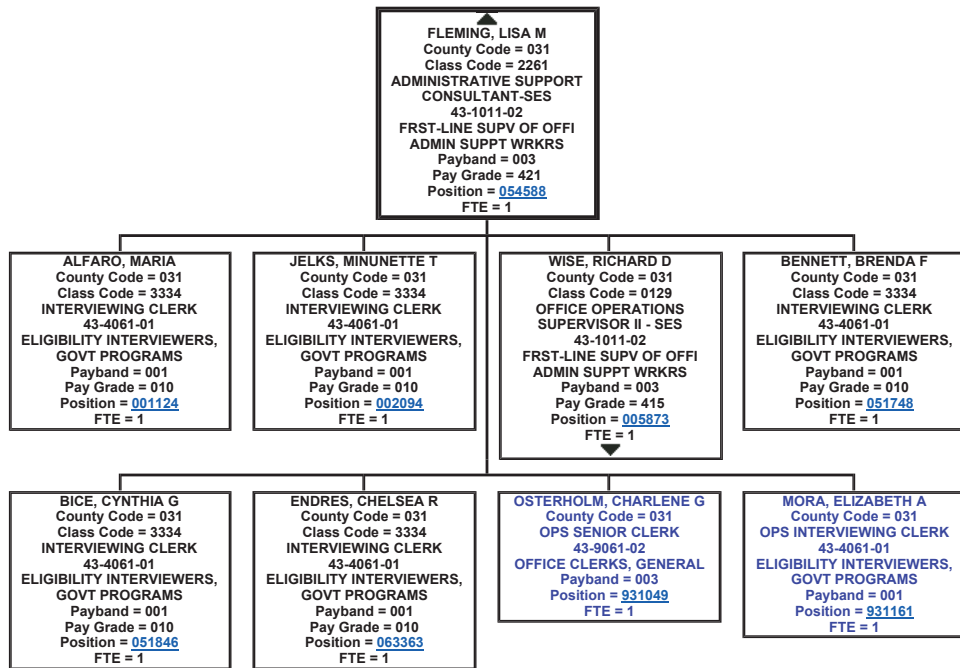 FLEMING, LISA M
County Code = 031
Class Code = 2261
ADMINISTRATIVE SUPPORT
CONSULTANT-SES
43-1011-02
FRST-LINE SUPV OF OFFI
ADMIN SUPPT WRKRS
Payband = 003
Pay Grade = 421
Position = 054588
FTE = 1
ALFARO, MARIA
County Code = 031
Class Code = 3334
INTERVIEWING CLERK
43-4061-01
ELIGIBILITY INTERVIEWERS,
GOVT PROGRAMS
Payband = 001
Pay Grade = 010
Position = 001124
FTE = 1
JELKS, MINUNETTE T
County Code = 031
Class Code = 3334
INTERVIEWING CLERK
43-4061-01
ELIGIBILITY INTERVIEWERS,
GOVT PROGRAMS
Payband = 001
Pay Grade = 010
Position = 002094
FTE = 1
WISE, RICHARD D
County Code = 031
Class Code = 0129
OFFICE OPERATIONS
SUPERVISOR II - SES
43-1011-02
FRST-LINE SUPV OF OFFI
ADMIN SUPPT WRKRS
Payband = 003
Pay Grade = 415
Position = 005873
FTE = 1
BENNETT, BRENDA F
County Code = 031
Class Code = 3334
INTERVIEWING CLERK
43-4061-01
ELIGIBILITY INTERVIEWERS,
GOVT PROGRAMS
Payband = 001
Pay Grade = 010
Position = 051748
FTE = 1
BICE, CYNTHIA G
County Code = 031
Class Code = 3334
INTERVIEWING CLERK
43-4061-01
ELIGIBILITY INTERVIEWERS,
GOVT PROGRAMS
Payband = 001
Pay Grade = 010
Position = 051846
FTE = 1
ENDRES, CHELSEA R
County Code = 031
Class Code = 3334
INTERVIEWING CLERK
43-4061-01
ELIGIBILITY INTERVIEWERS,
GOVT PROGRAMS
Payband = 001
Pay Grade = 010
Position = 063363
FTE = 1
OSTERHOLM, CHARLENE G
County Code = 031
OPS SENIOR CLERK
43-9061-02
OFFICE CLERKS, GENERAL
Payband = 003
Position = 931049
FTE = 1
MORA, ELIZABETH A
County Code = 031
OPS INTERVIEWING CLERK
43-4061-01
ELIGIBILITY INTERVIEWERS,
GOVT PROGRAMS
Payband = 001
Position = 931161
FTE = 1